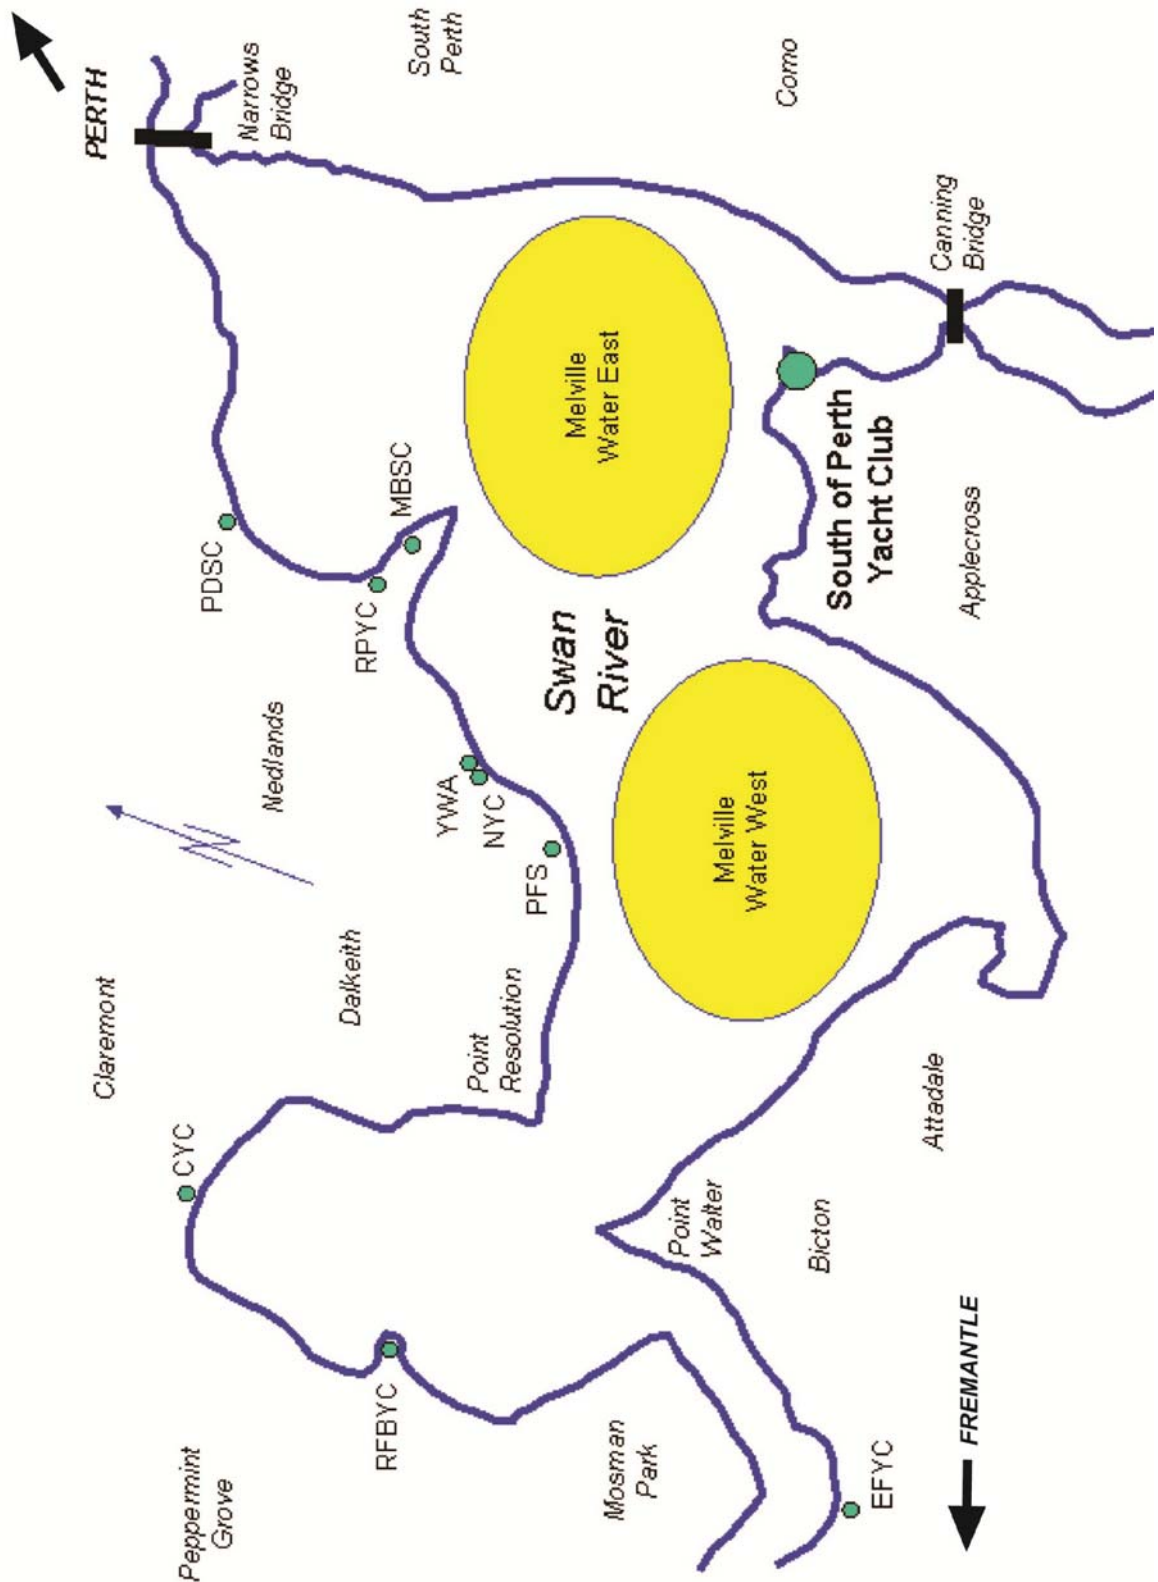 Peppermint
Grove
Claremont
CYC
RFBYC
Mosman
Park
EFYC
FREMANTLE
Bicton
Point
Walter
Attadale
Point
Resolution
Dalkeith
N
Nedlands
PFS
NYC
YWA
Melville
Water West
Swan
River
RPYC
MBSC
PDSC
Melville
Water East
South of Perth
Yacht Club
Applecross
Canning
Bridge
Como
South
Perth
Narrows
Bridge
PERTH